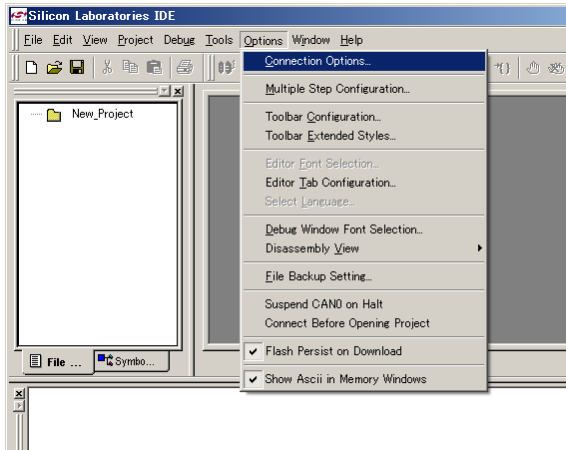 Silicon Laboratories IDE
File Edit View Project Debug Tools Options Window Help
Connection Options...
Multiple Step Configuration...
New_Project
Toolbar Configuration...
Toolbar Extended Styles...
Editor Font Selection...
Editor Tab Configuration...
Select Language...
Debug Window Font Selection...
Disassembly View
File Backup Setting...
Suspend CAN0 on Halt
Connect Before Opening Project
Flash Persist on Download
File ... Symbo...
Show Ascii in Memory Windows